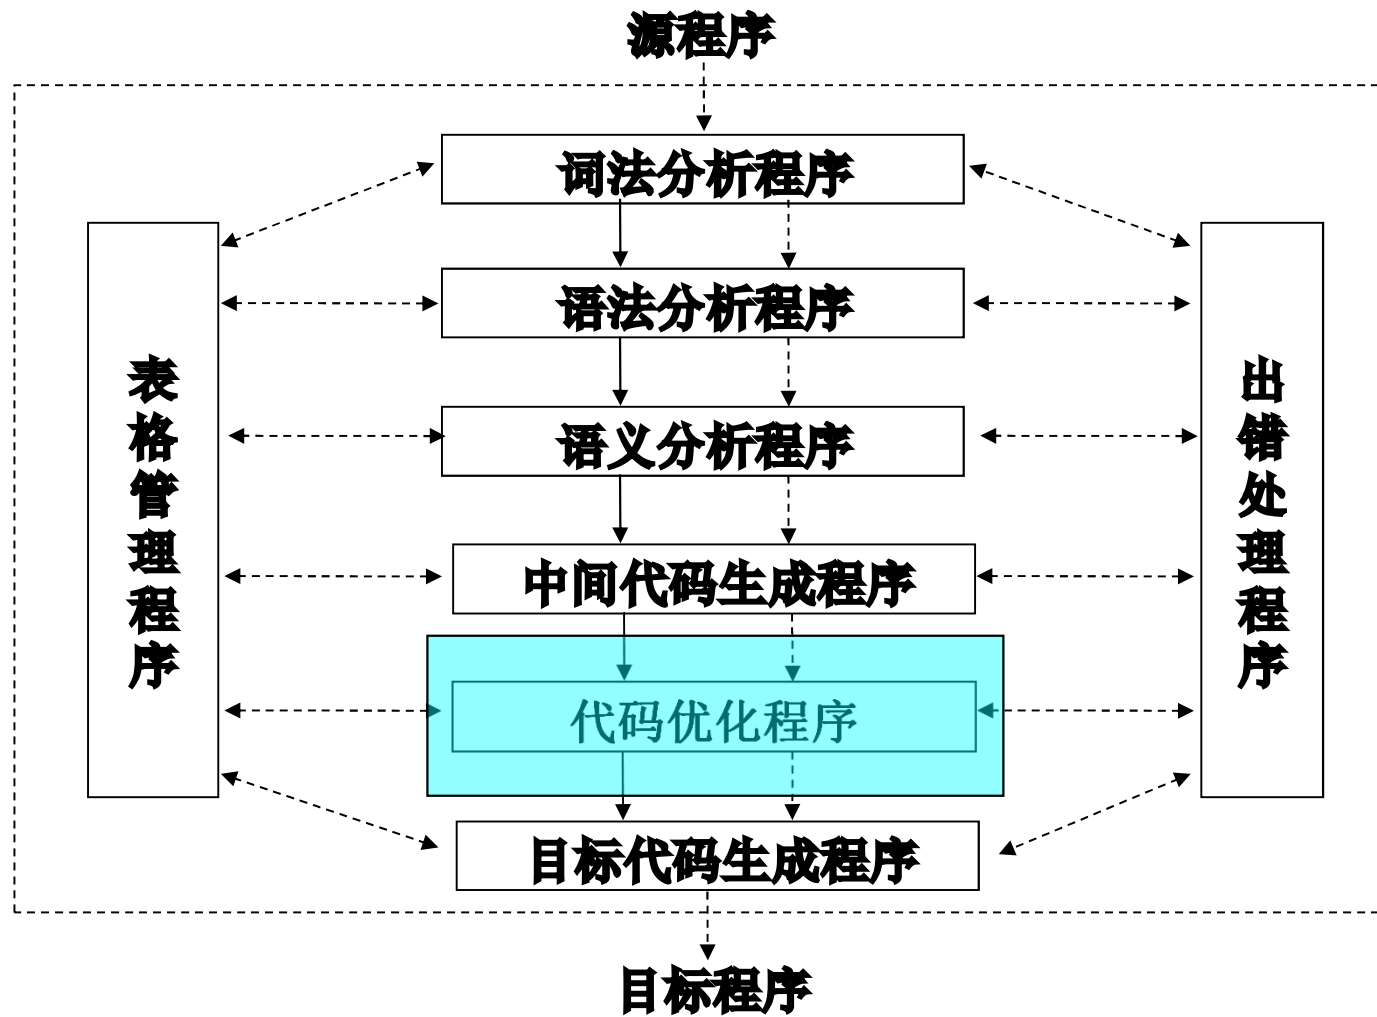 源程序
词法分析程序
语法分析程序
语义分析程序
中间代码生成程序
代码优化程序
目标代码生成程序
表格管理程序
出错处理程序
目标程序